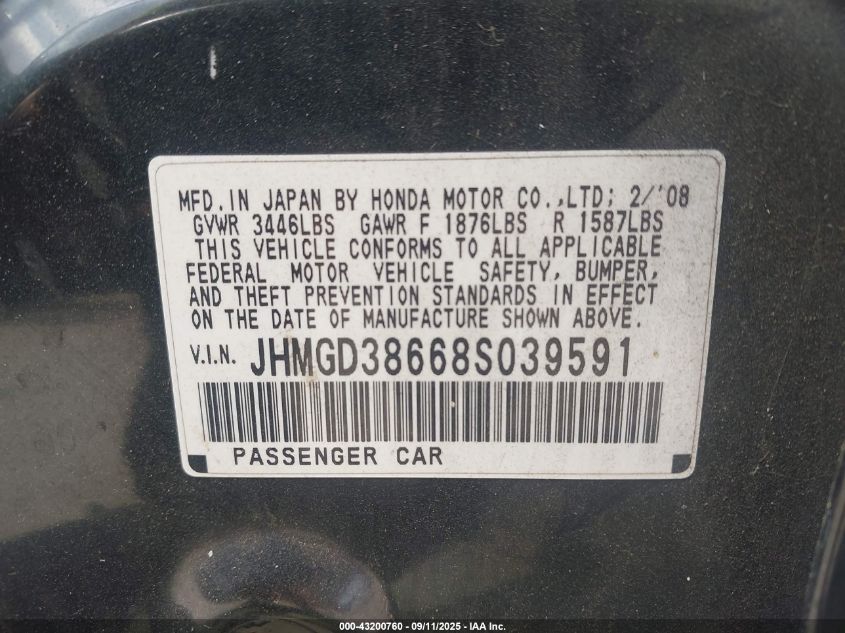 MFD.IN JAPAN BY HONDA MOTOR CO.,LTD; 2/'08
GVWR 3446LBS GAWR F 1876LBS R 1587LBS
THIS VEHICLE CONFORMS TO ALL APPLICABLE
FEDERAL MOTOR VEHICLE SAFETY, BUMPER,
AND THEFT PREVENTION STANDARDS IN EFFECT
ON THE DATE OF MANUFACTURE SHOWN ABOVE.
V.I.N. JHMGD38668S039591
PASSENGER CAR
000-43200760 - 09/11/2025 - IAA Inc.